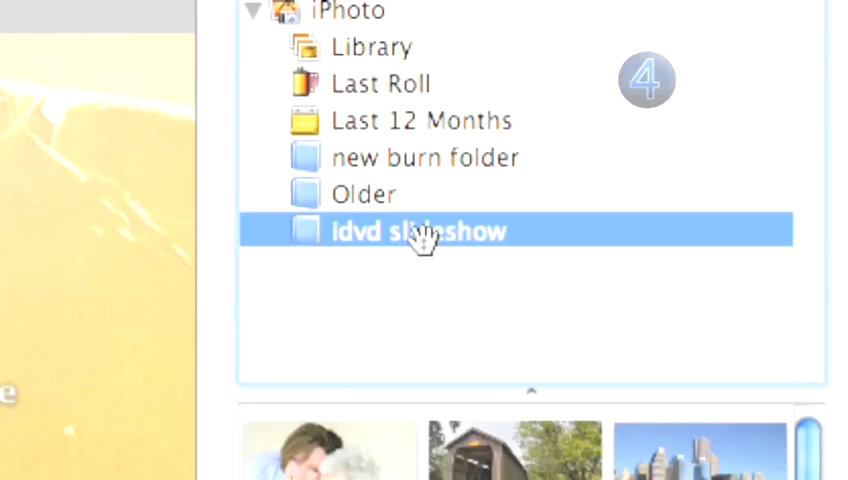 iPhoto
Library
4
Last Roll
Last 12 Months
new burn folder
Older
idvd slideshow
e